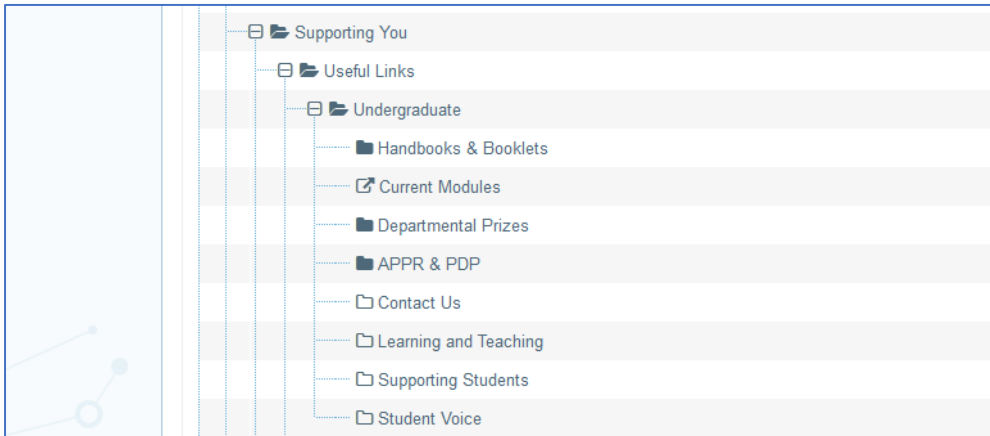 Supporting You
Useful Links
Undergraduate
Handbooks & Booklets
Current Modules
Departmental Prizes
APPR & PDP
Contact Us
Learning and Teaching
Supporting Students
Student Voice